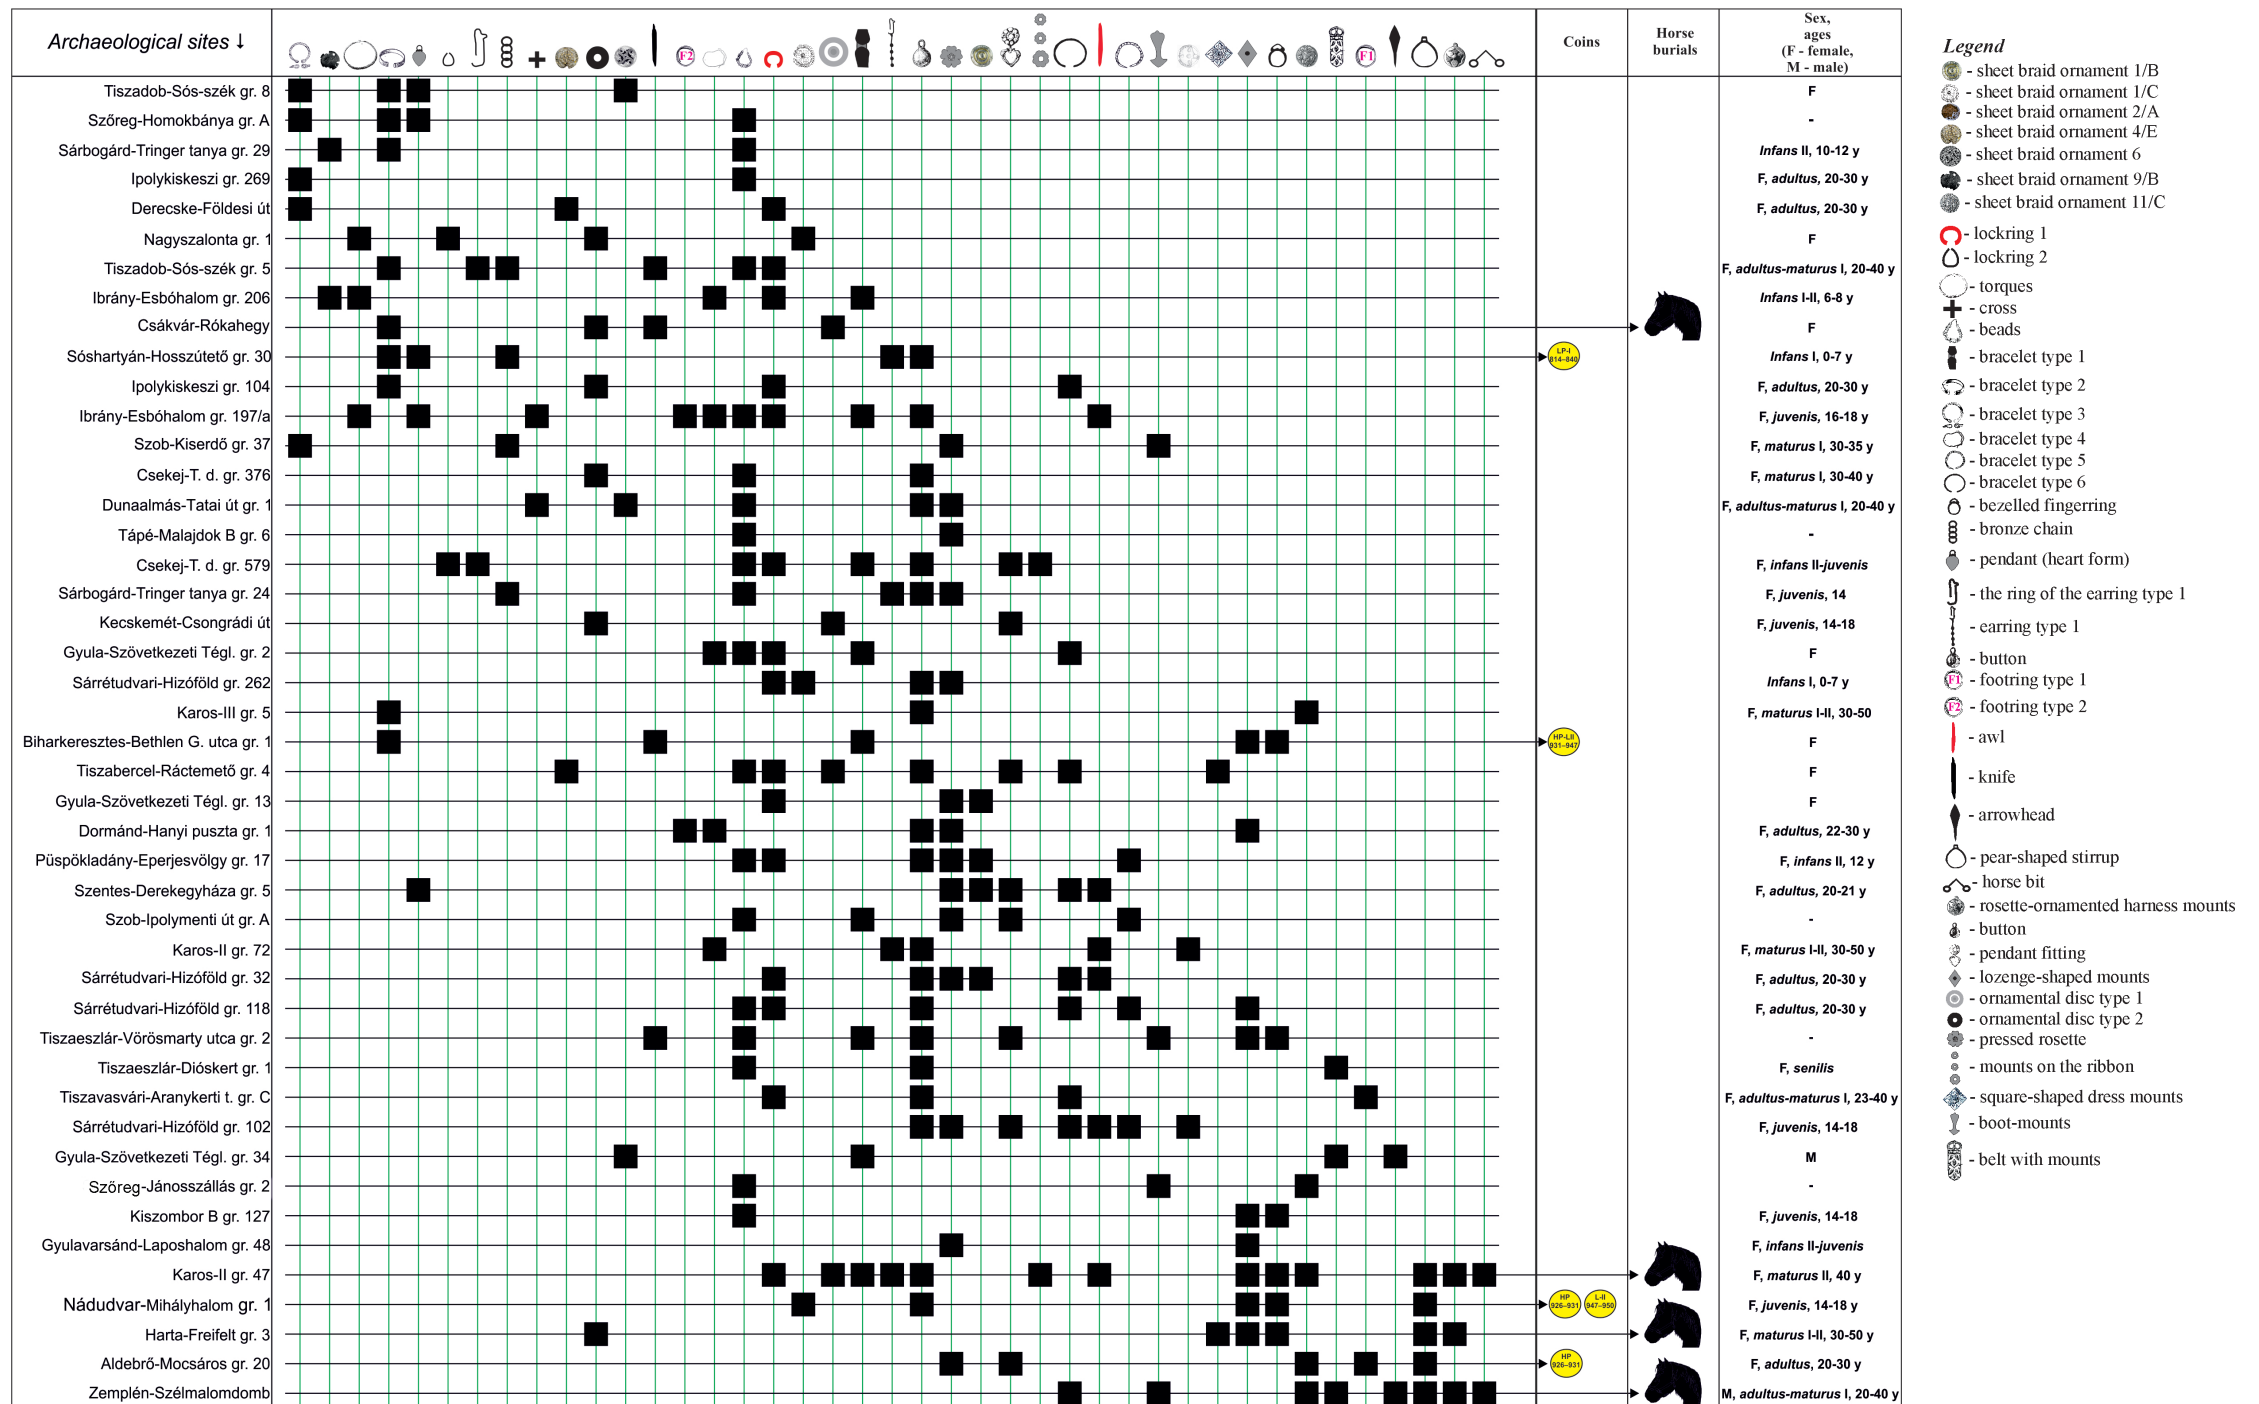 Archaeological sites ↓
F2
F1
Coins
Horse
burials
Sex,
ages
(F - female,
M - male)
Tiszadob-Sós-szék gr. 8
F
Szőreg-Homokbánya gr. A
-
Sárbogárd-Tringer tanya gr. 29
Infans II, 10-12 y
Ipolykiskeszi gr. 269
F, adultus, 20-30 y
Derecske-Földesi út
F, adultus, 20-30 y
Nagyszalonta gr. 1
F
Tiszadob-Sós-szék gr. 5
F, adultus-maturus I, 20-40 y
Ibrány-Esbóhalom gr. 206
Infans I-II, 6-8 y
Csákvár-Rókahegy
F
Sóshartyán-Hosszútető gr. 30
LP-I
814–840
Infans I, 0-7 y
Ipolykiskeszi gr. 104
F, adultus, 20-30 y
Ibrány-Esbóhalom gr. 197/a
F, juvenis, 16-18 y
Szob-Kiserdő gr. 37
F, maturus I, 30-35 y
Csekej-T. d. gr. 376
F, maturus I, 30-40 y
Dunaalmás-Tatai út gr. 1
F, adultus-maturus I, 20-40 y
Tápé-Malajdok B gr. 6
-
Csekej-T. d. gr. 579
F, infans II-juvenis
Sárbogárd-Tringer tanya gr. 24
F, juvenis, 14
Kecskemét-Csongrádi út
F, juvenis, 14-18
Gyula-Szövetkezeti Tégl. gr. 2
F
Sárrétudvari-Hizóföld gr. 262
Infans I, 0-7 y
Karos-III gr. 5
F, maturus I-II, 30-50
Biharkeresztes-Bethlen G. utca gr. 1
HP-LII
931–947
F
Tiszabercel-Ráctemető gr. 4
F
Gyula-Szövetkezeti Tégl. gr. 13
F
Dormánd-Hanyi puszta gr. 1
F, adultus, 22-30 y
Püspökladány-Eperjesvölgy gr. 17
F, infans II, 12 y
Szentes-Derekegyháza gr. 5
F, adultus, 20-21 y
Szob-Ipolymenti út gr. A
-
Karos-II gr. 72
F, maturus I-II, 30-50 y
Sárrétudvari-Hizóföld gr. 32
F, adultus, 20-30 y
Sárrétudvari-Hizóföld gr. 118
F, adultus, 20-30 y
Tiszaeszlár-Vörösmarty utca gr. 2
-
Tiszaeszlár-Dióskert gr. 1
F, senilis
Tiszavasvári-Aranykerti t. gr. C
F, adultus-maturus I, 23-40 y
Sárrétudvari-Hizóföld gr. 102
F, juvenis, 14-18
Gyula-Szövetkezeti Tégl. gr. 34
M
Szőreg-Jánosszállás gr. 2
-
Kiszombor B gr. 127
F, juvenis, 14-18
Gyulavarsánd-Laposhalom gr. 48
F, infans II-juvenis
Karos-II gr. 47
F, maturus II, 40 y
Nádudvar-Mihályhalom gr. 1
HP
926–931
L-II
947–950
F, juvenis, 14-18 y
Harta-Freifelt gr. 3
F, maturus I-II, 30-50 y
Aldebrő-Mocsáros gr. 20
HP
926–931
F, adultus, 20-30 y
Zemplén-Szélmalomdomb
M, adultus-maturus I, 20-40 y
Legend
- sheet braid ornament 1/B
- sheet braid ornament 1/C
- sheet braid ornament 2/A
- sheet braid ornament 4/E
- sheet braid ornament 6
- sheet braid ornament 9/B
- sheet braid ornament 11/C
- lockring 1
- lockring 2
- torques
- cross
- beads
- bracelet type 1
- bracelet type 2
- bracelet type 3
- bracelet type 4
- bracelet type 5
- bracelet type 6
- bezelled fingerring
- bronze chain
- pendant (heart form)
- the ring of the earring type 1
- earring type 1
- button
F1 - footring type 1
F2 - footring type 2
- awl
- knife
- arrowhead
- pear-shaped stirrup
- horse bit
- rosette-ornamented harness mounts
- button
- pendant fitting
- lozenge-shaped mounts
- ornamental disc type 1
- ornamental disc type 2
- pressed rosette
- mounts on the ribbon
- square-shaped dress mounts
- boot-mounts
- belt with mounts